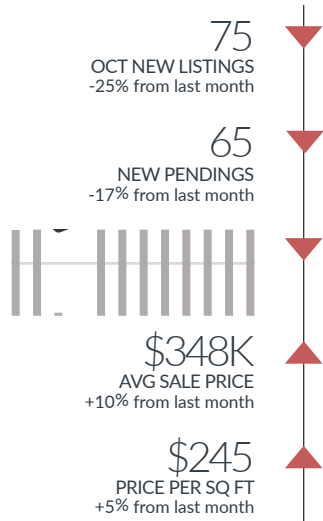 75
OCT NEW LISTINGS
-25% from last month
65
NEW PENDINGS
-17% from last month
$348K
AVG SALE PRICE
+10% from last month
$245
PRICE PER SQ FT
+5% from last month